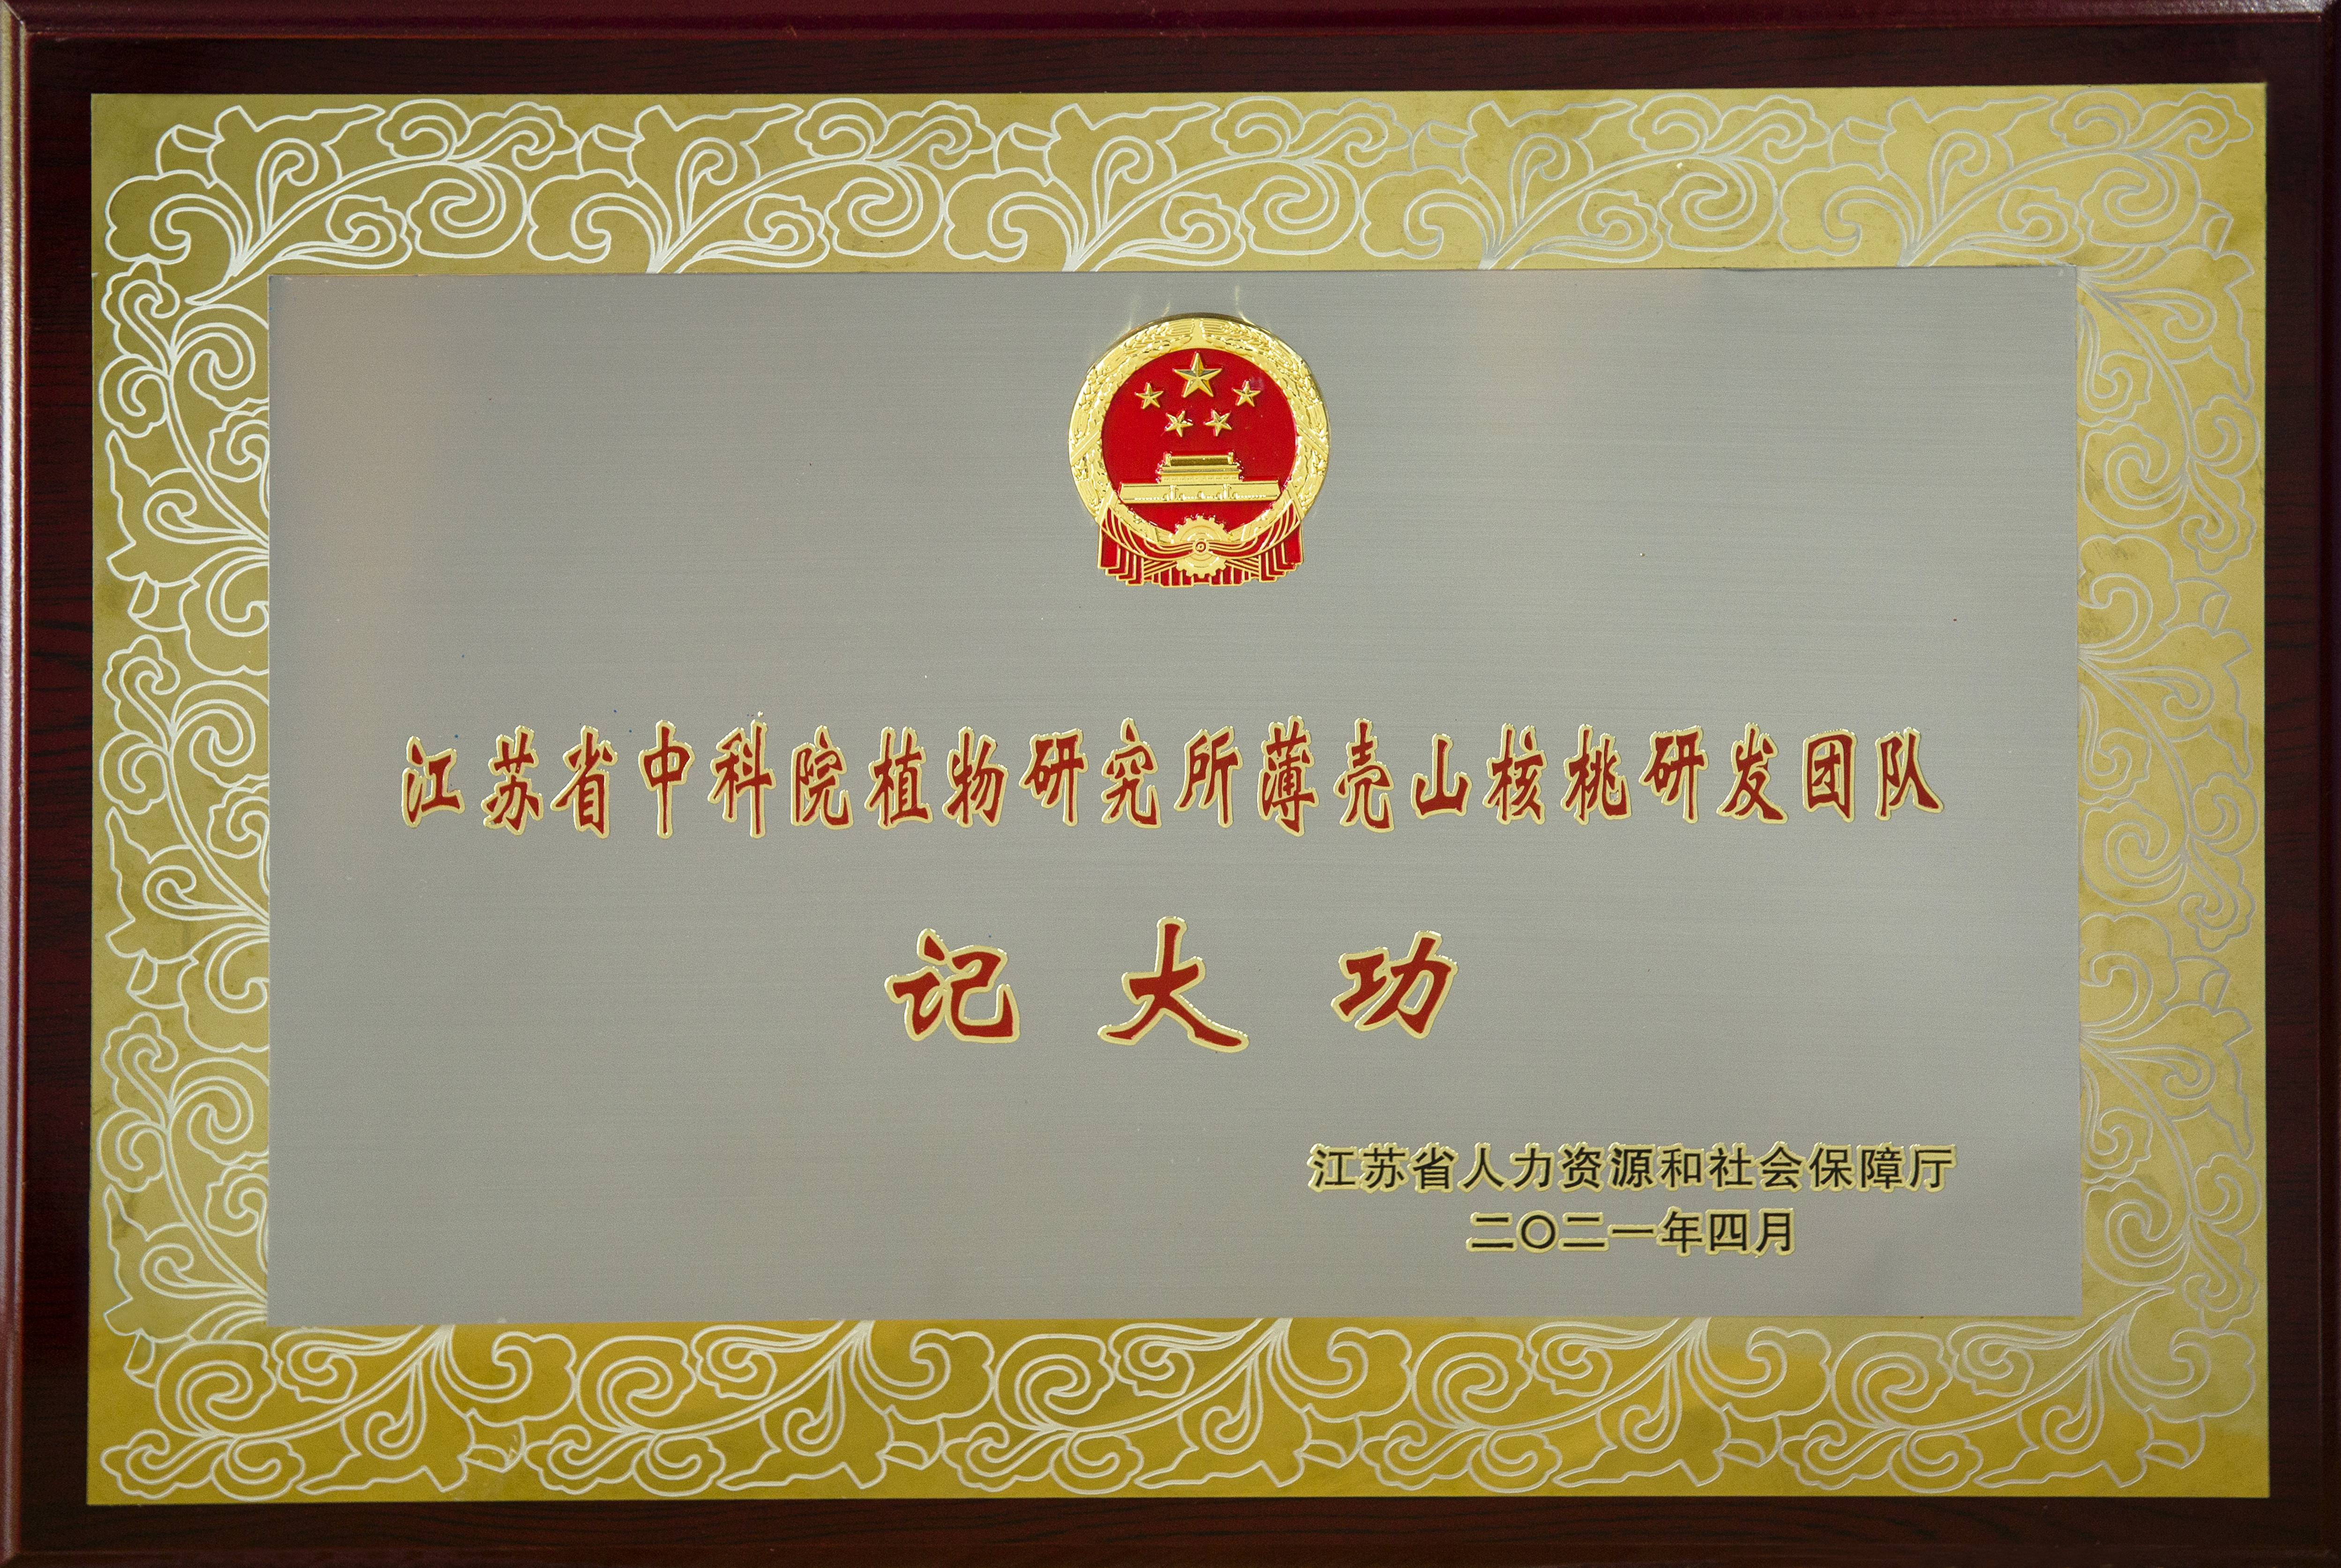 江苏省中科院植物研究所薄壳山核桃研发团队
记大功
江苏省人力资源和社会保障厅
二〇二一年四月